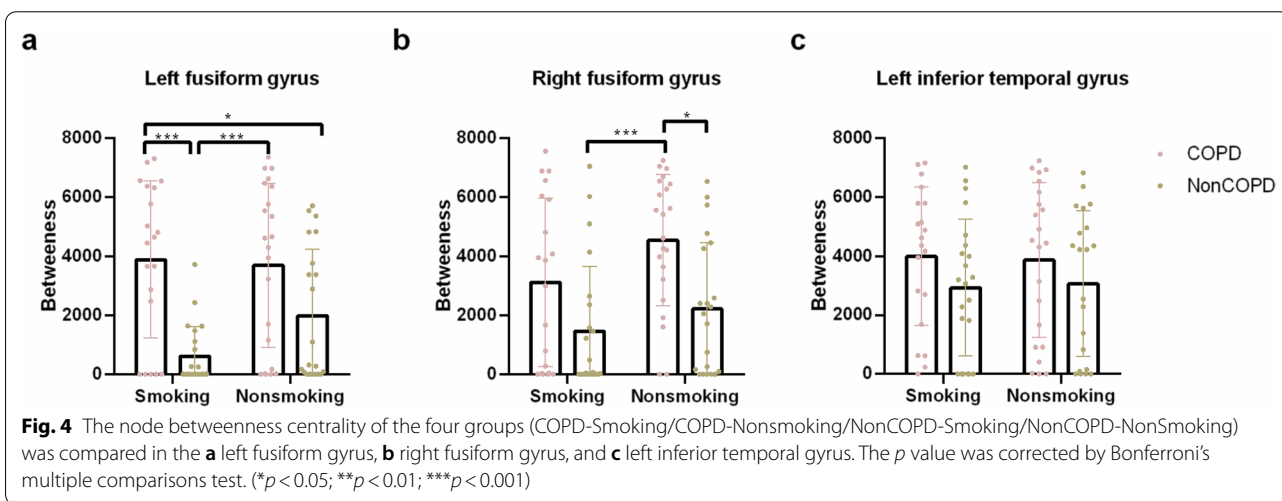 a
b
c
Left fusiform gyrus
Right fusiform gyrus
Left inferior temporal gyrus
*
***
***
***
*
Betweenness
8000
6000
4000
2000
0
Smoking
Nonsmoking
Betweenness
8000
6000
4000
2000
0
Smoking
Nonsmoking
Betweenness
8000
6000
4000
2000
0
Smoking
Nonsmoking
COPD
NonCOPD
Fig. 4 The node betweenness centrality of the four groups (COPD-Smoking/COPD-Nonsmoking/NonCOPD-Smoking/NonCOPD-NonSmoking)
was compared in the a left fusiform gyrus, b right fusiform gyrus, and c left inferior temporal gyrus. The p value was corrected by Bonferroni's
multiple comparisons test. (*p < 0.05; **p < 0.01; ***p < 0.001)